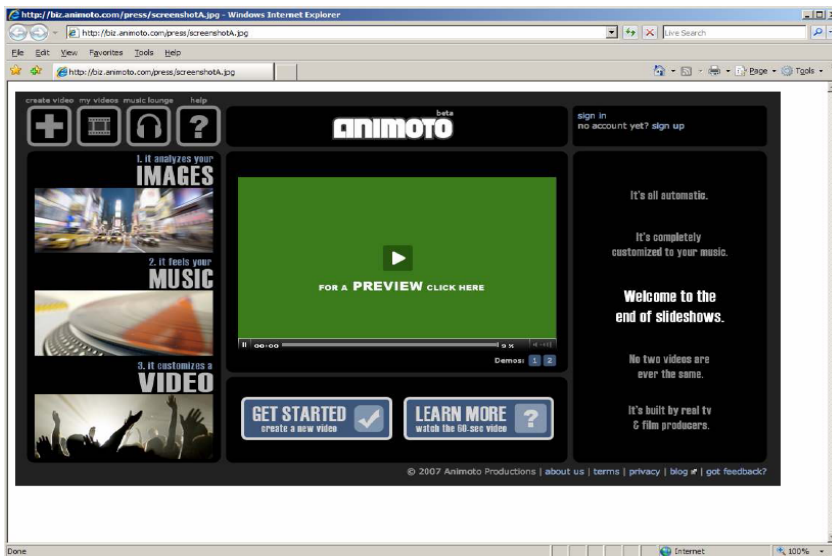 http://biz.animoto.com/press/screenshotA.jpg - Windows Internet Explorer
http://biz.animoto.com/press/screenshotA.jpg
Live Search
File Edit View Favorites Tools Help
http://biz.animoto.com/press/screenshotA.jpg
Page Tools
create video my videos music lounge help
beta
animoto
sign in
no account yet? sign up
1. it analyzes your
IMAGES
2. it feels your
MUSIC
3. it customizes a
VIDEO
FOR A PREVIEW CLICK HERE
00:00
Demos: 1 2
GET STARTED
create a new video
LEARN MORE
watch the 60-sec video
?
It's all automatic.
It's completely
customized to your music.
Welcome to the
end of slideshows.
No two videos are
ever the same.
It's built by real tv
& film producers.
© 2007 Animoto Productions | about us | terms | privacy | blog | got feedback?
Done
Internet
100%